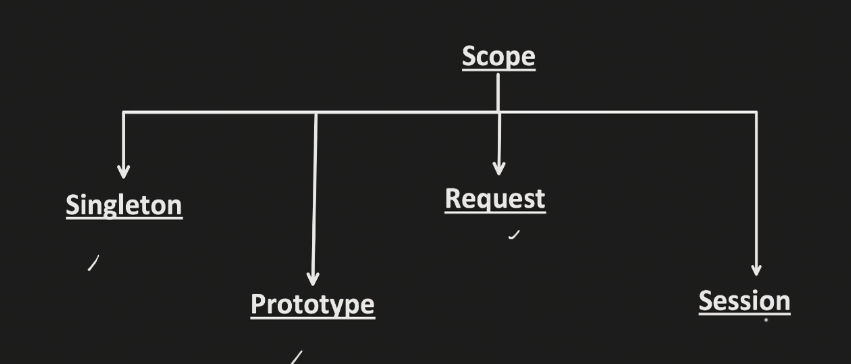 Scope
Singleton
Request
Prototype
Session